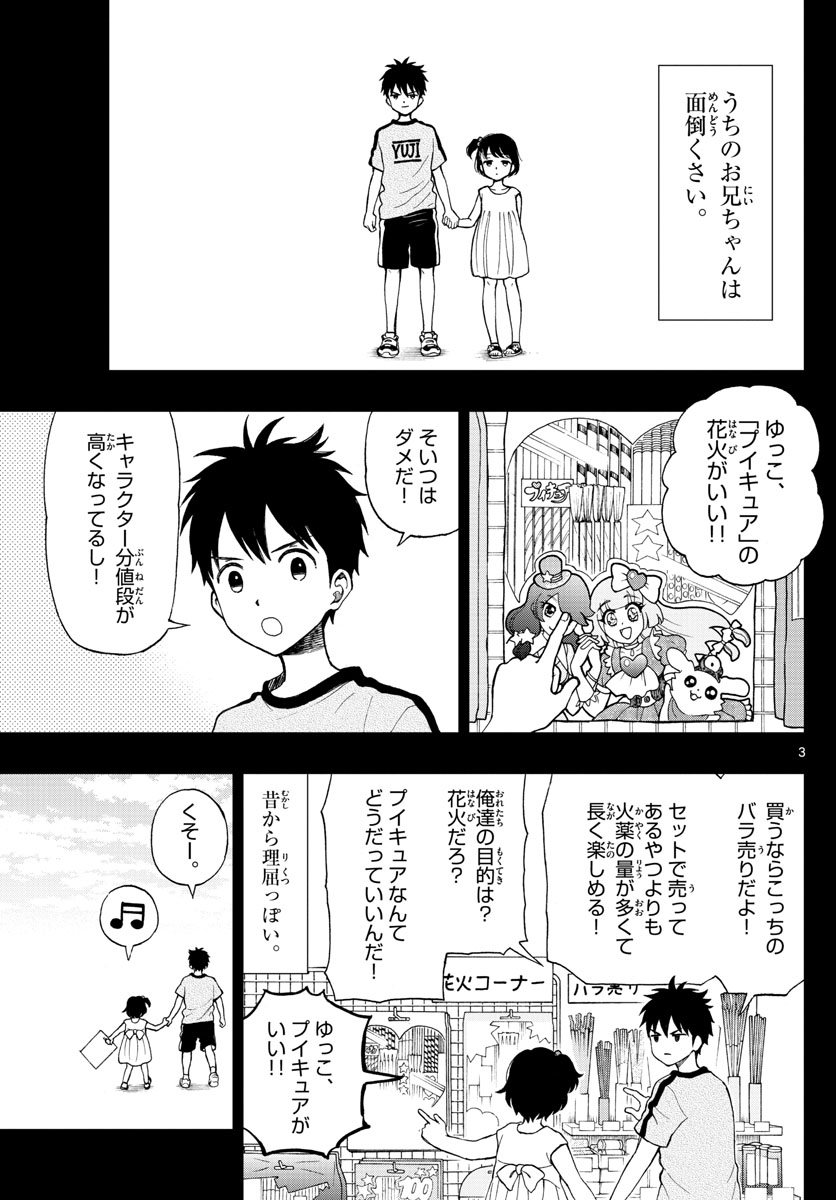 うちのお兄ちゃんは
面倒くさい。
YUJI
ゆっこ、
「プイキュア」の
花火がいい!!
プイキュア
そいつは
ダメだ!
キャラクター分値段が
高くなってるし!
3
買うならこっちの
バラ売りだよ!
セットで売って
あるやつよりも
火薬の量が多くて
長く楽しめる!
俺達の目的は?
花火だろ?
プイキュアなんて
どうだっていいんだ!
昔から理屈っぽい。
花火コーナー
バラ売り
ゆっこ、
プイキュアが
いい!!
100
くそー。